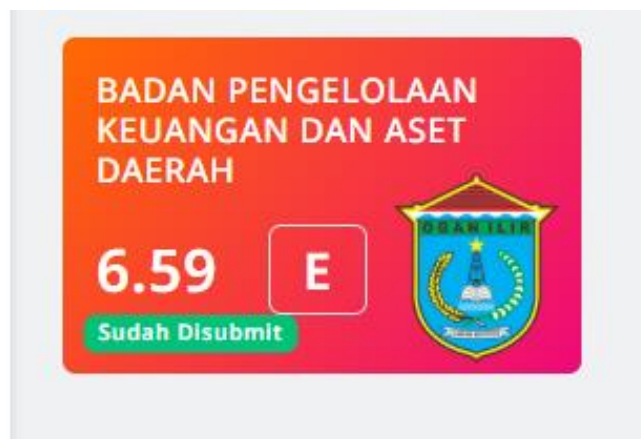 BADAN PENGELOLAAN
KEUANGAN DAN ASET
DAERAH
OGAN ILIR
6.59
E
Sudah Disubmit